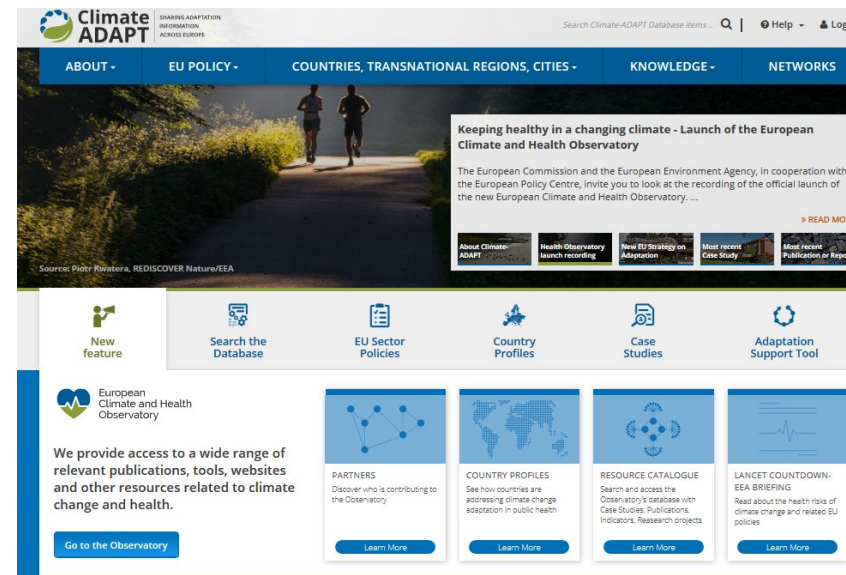 Climate
ADAPT
SHARING ADAPTATION
INFORMATION
ACROSS EUROPE
Search Climate-ADAPT Database items ...
Help
Log
ABOUT
EU POLICY
COUNTRIES, TRANSNATIONAL REGIONS, CITIES
KNOWLEDGE
NETWORKS
Keeping healthy in a changing climate - Launch of the European
Climate and Health Observatory
The European Commission and the European Environment Agency, in cooperation with
the European Policy Centre, invite you to look at the recording of the official launch of
the new European Climate and Health Observatory. ...
» READ MO
About Climate-
ADAPT
Health Observatory
launch recording
New EU Strategy on
Adaptation
Most recent
Case Study
Most recent
Publication or Repo
Source: Piotr Kwatera, REDISCOVER Nature/EEA
New
feature
Search the
Database
EU Sector
Policies
Country
Profiles
Case
Studies
Adaptation
Support Tool
European
Climate and Health
Observatory
We provide access to a wide range of
relevant publications, tools, websites
and other resources related to climate
change and health.
Go to the Observatory
PARTNERS
Discover who is contributing to
the Observatory
Learn More
COUNTRY PROFILES
See how countries are
addressing climate change
adaptation in public health
Learn More
RESOURCE CATALOGUE
Search and access the
Observatory's database with
Case Studies, Publications,
Indicators, Reasearch projects
Learn More
LANCET COUNTDOWN-
EEA BRIEFING
Read about the health risks of
climate change and related EU
policies
Learn More